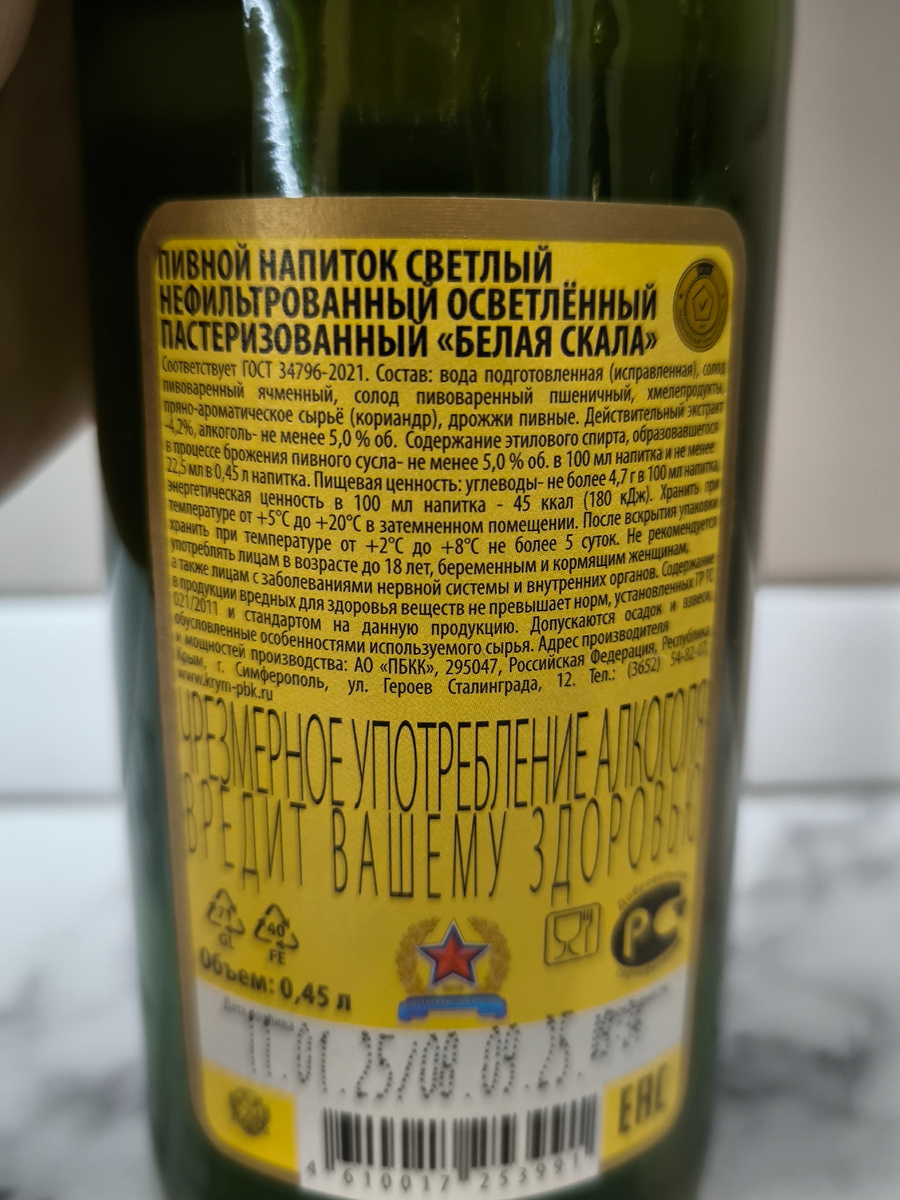 ПИВНОЙ НАПИТОК СВЕТЛЫЙ
НЕФИЛЬТРОВАННЫЙ ОСВЕТЛЁННЫЙ
ПАСТЕРИЗОВАННЫЙ «БЕЛАЯ СКАЛА»
Соответствует ГОСТ 34796-2021. Состав: вода подготовленная (исправленная), солод
пивоваренный ячменный, солод пивоваренный пшеничный, хмелепродукты,
пряно-ароматическое сырьё (кориандр), дрожжи пивные. Действительный экстракт
-4,2%, алкоголь- не менее 5,0 % об. Содержание этилового спирта, образовавшегося
в процессе брожения пивного сусла- не менее 5,0 % об. в 100 мл напитка и не менее
22,5 мл в 0,45 л напитка. Пищевая ценность: углеводы- не более 4,7 г в 100 мл напитка,
энергетическая ценность в 100 мл напитка - 45 ккал (180 кДж). Хранить при
температуре от +5°С до +20°С в затемненном помещении. После вскрытия упаковки
хранить при температуре от +2°С до +8°С не более 5 суток. Не рекомендуется
употреблять лицам в возрасте до 18 лет, беременным и кормящим женщинам,
а также лицам с заболеваниями нервной системы и внутренних органов. Содержание
в продукции вредных для здоровья веществ не превышает норм, установленных ТР ТС
021/2011 и стандартом на данную продукцию. Допускаются осадок и взвеси,
обусловленные особенностями используемого сырья. Адрес производителя
и мощностей производства: АО «ПБКК», 295047, Российская Федерация, Республика
Крым, г. Симферополь, ул. Героев Сталинграда, 12. Тел.: (3652) 54-82-07,
www.krym-pbk.ru
ЧРЕЗМЕРНОЕ УПОТРЕБЛЕНИЕ АЛКОГОЛЯ
ВРЕДИТ ВАШЕМУ ЗДОРОВЬЮ
71
GL
40
FE
РС
Объем: 0,45 л
Дата розлива
11.01.25/08.09.25
ЕАС
4 610017 253991